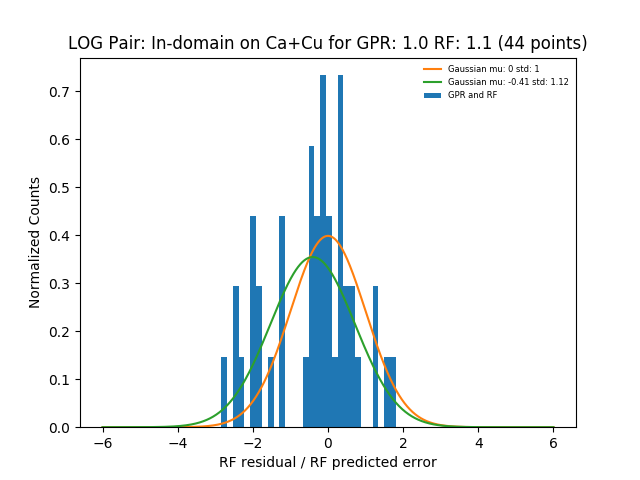 LOG Pair: In-domain on Ca+Cu for GPR: 1.0 RF: 1.1 (44 points)
Gaussian mu: 0 std: 1
Gaussian mu: -0.41 std: 1.12
GPR and RF
Normalized Counts
0.7
0.6
0.5
0.4
0.3
0.2
0.1
0.0
−6 −4 −2 0 2 4 6
RF residual / RF predicted error